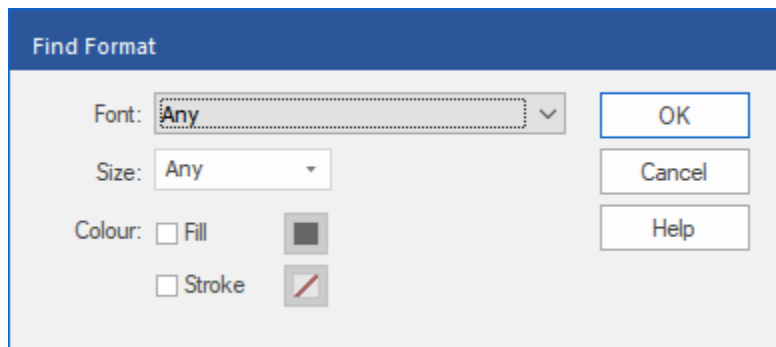 Find Format
Font: Any OK
Size: Any Cancel
Colour: Fill Help
Stroke